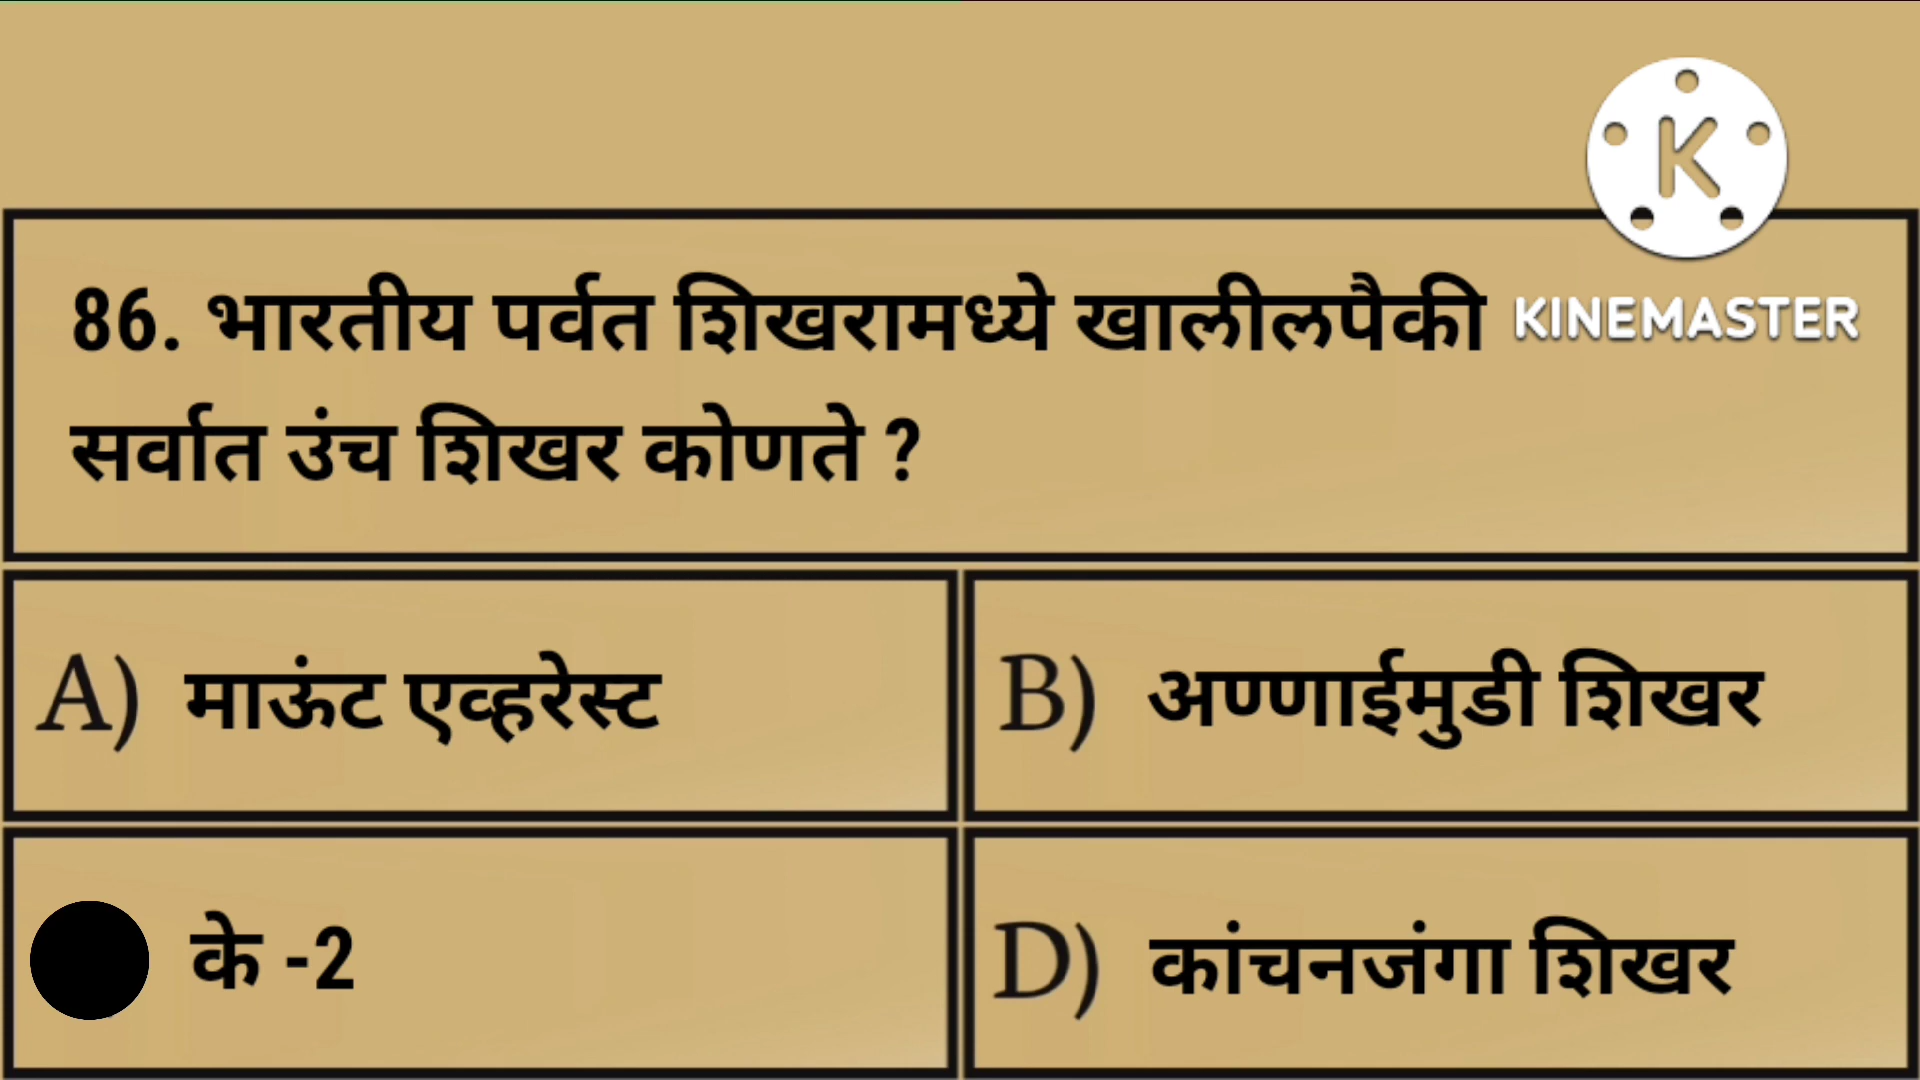 K
KINEMASTER
86. भारतीय पर्वत शिखरामध्ये खालीलपैकी
सर्वात उंच शिखर कोणते ?
A) माऊंट एव्हरेस्ट
B) अण्णाईमुडी शिखर
के -2
D) कांचनजंगा शिखर